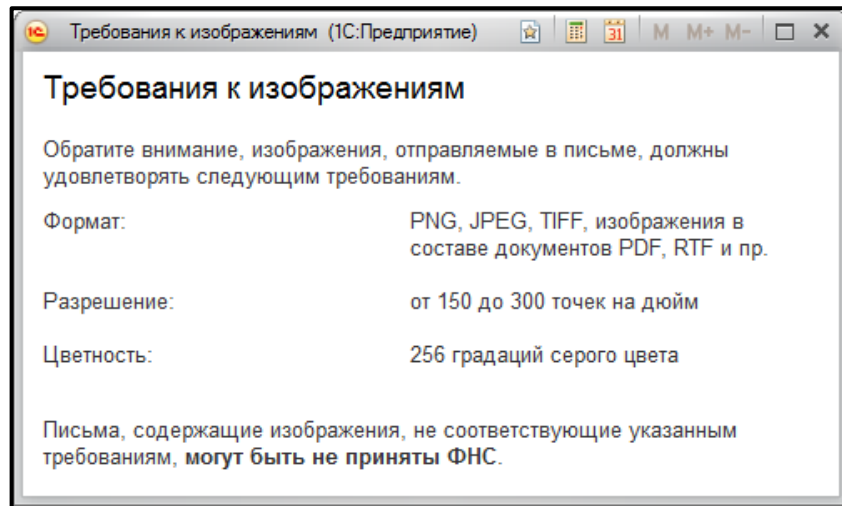 1С Требования к изображениям (1С:Предприятие) 31 M M+ M-
Требования к изображениям
Обратите внимание, изображения, отправляемые в письме, должны
удовлетворять следующим требованиям.
Формат: PNG, JPEG, TIFF, изображения в
составе документов PDF, RTF и пр.
Разрешение: от 150 до 300 точек на дюйм
Цветность: 256 градаций серого цвета
Письма, содержащие изображения, не соответствующие указанным
требованиям, могут быть не приняты ФНС.